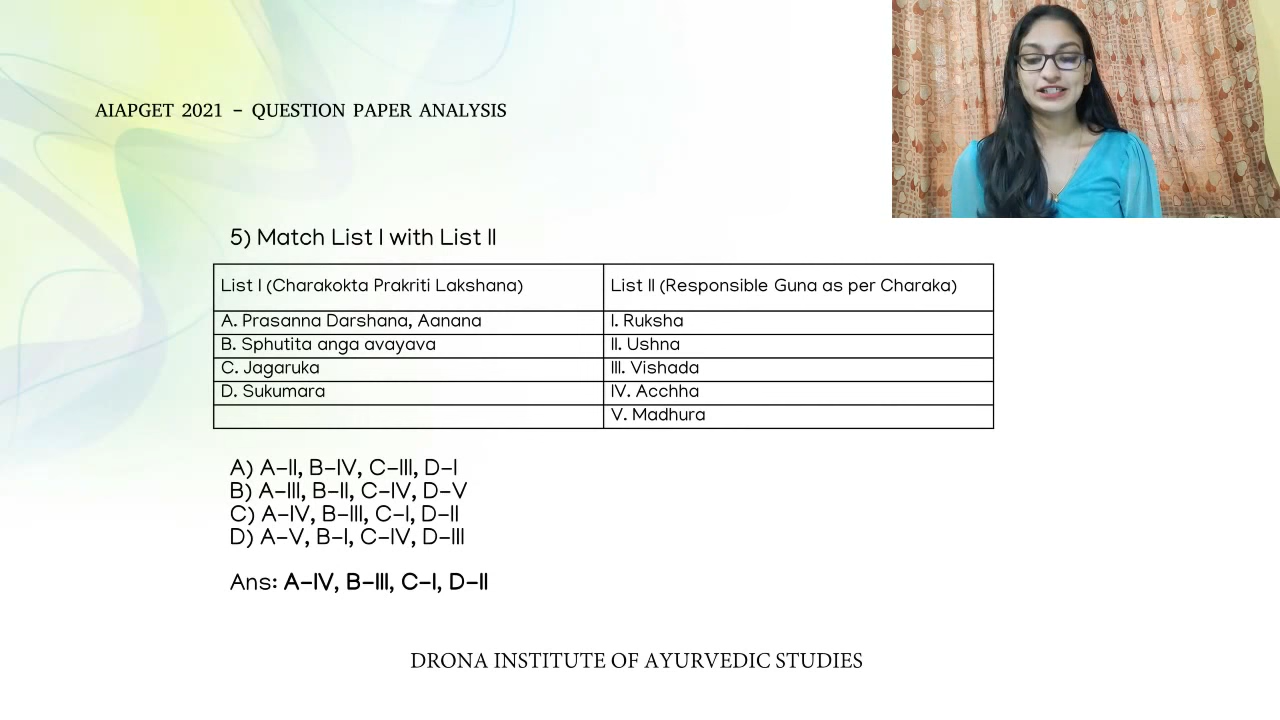 AIAPGET 2021 - QUESTION PAPER ANALYSIS
5) Match List I with List II
List I (Charakokta Prakriti Lakshana) List II (Responsible Guna as per Charaka)
A. Prasanna Darshana, Aanana I. Ruksha
B. Sphutita anga avayava II. Ushna
C. Jagaruka III. Vishada
D. Sukumara IV. Acchha
V. Madhura
A) A-II, B-IV, C-III, D-I
B) A-III, B-II, C-IV, D-V
C) A-IV, B-III, C-I, D-II
D) A-V, B-I, C-IV, D-III
Ans: A-IV, B-III, C-I, D-II
DRONA INSTITUTE OF AYURVEDIC STUDIES